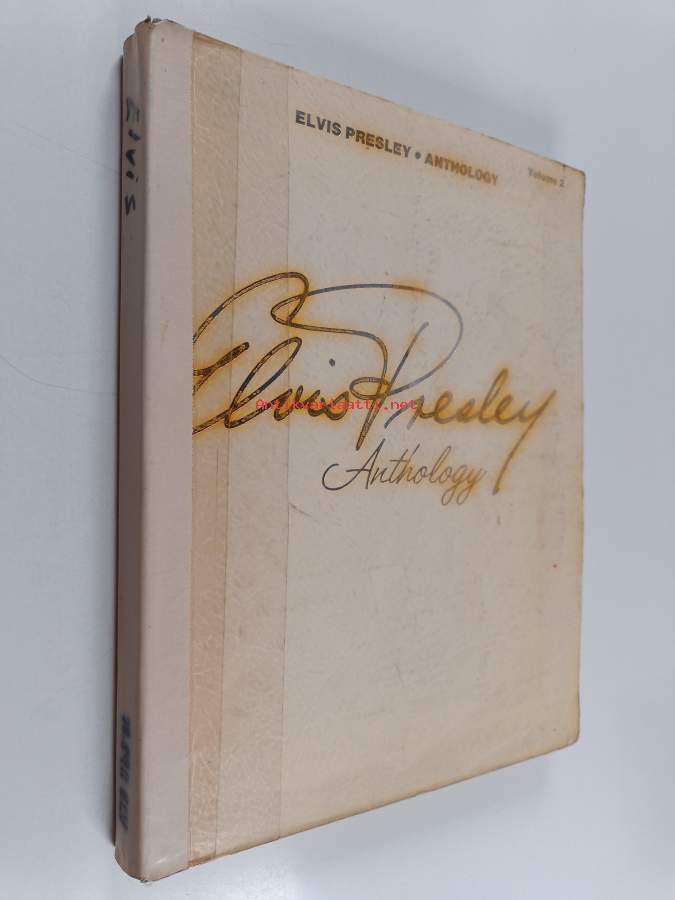 ELVIS PRESLEY • ANTHOLOGY Volume 2
Elvis Presley
Antikvariaatti.net
Anthology
Elvis